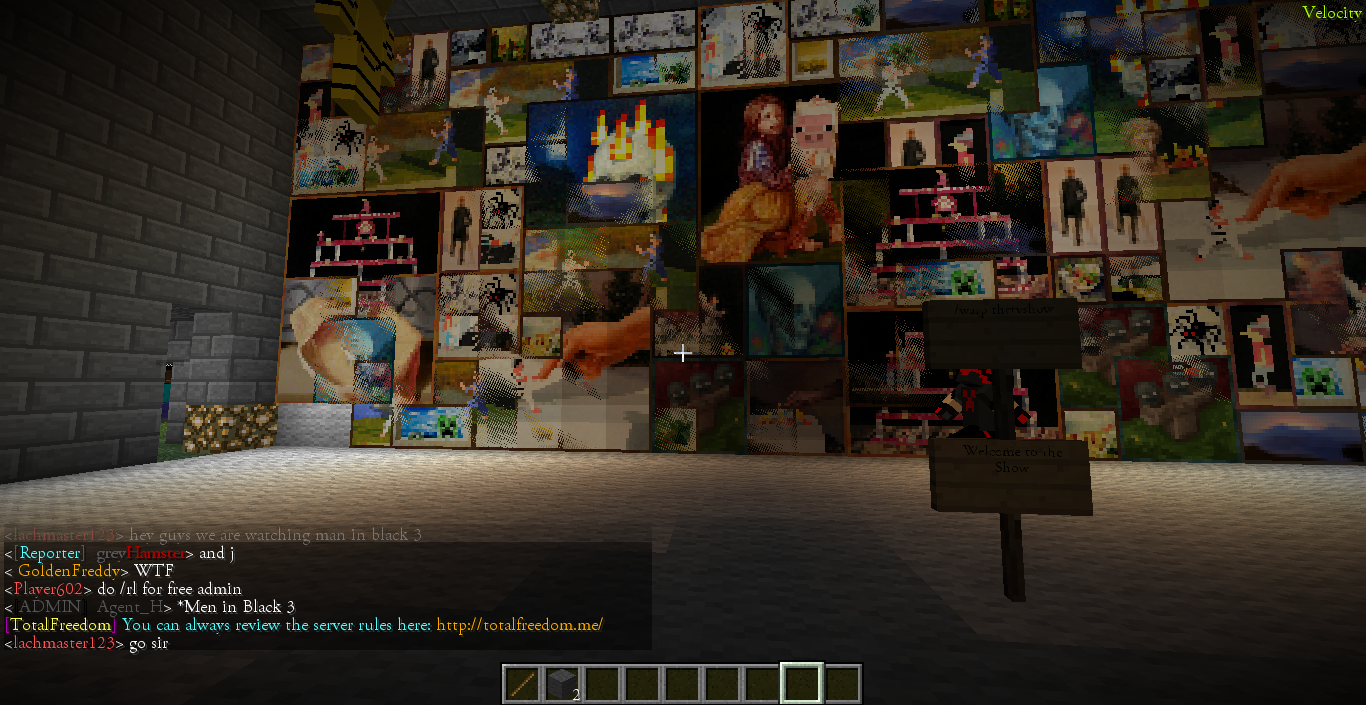 Velocity
/warp thmshow
Welcome to the
Show
<lachmaster123> hey guys we are watching man in black 3
<[Reporter] greyHamster> and j
< GoldenFreddy> WTF
<Player602> do /rl for free admin
<[ADMIN] Agent_H> *Men in Black 3
[TotalFreedom] You can always review the server rules here: http://totalfreedom.me/
<lachmaster123> go sir
2